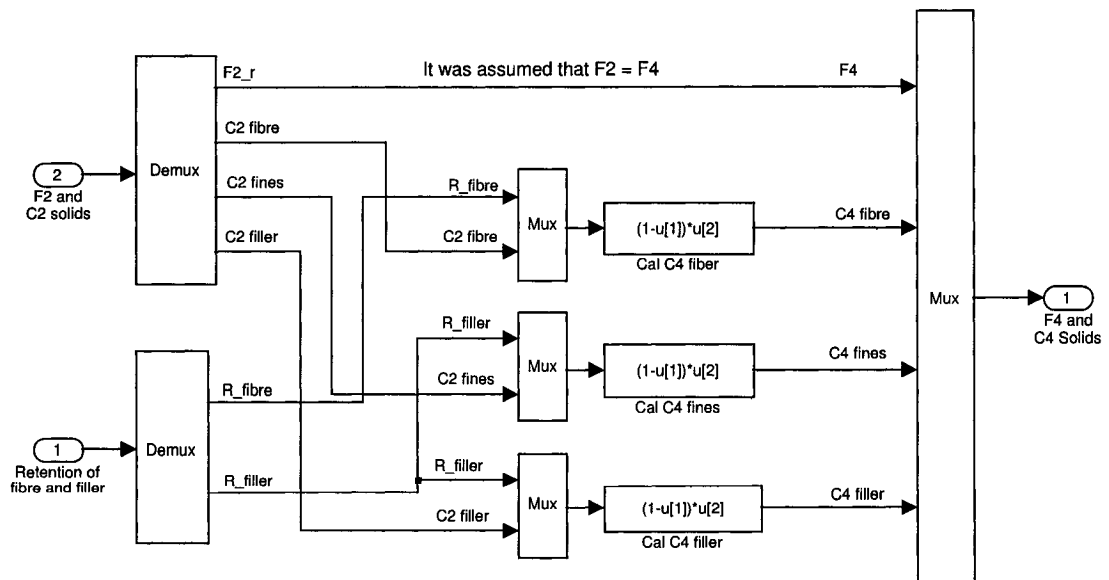 It was assumed that F2 = F4
F2_r
F4
C2 fibre
Demux
2
F2 and
C2 solids
C2 fines
C2 filler
R_fibre
C2 fibre
Mux
(1-u[1])*u[2]
Cal C4 fiber
C4 fibre
R_filler
C2 fines
Mux
(1-u[1])*u[2]
Cal C4 fines
C4 fines
Mux
1
F4 and
C4 Solids
R_fibre
Demux
1
Retention of
fibre and filler
R_filler
R_filler
C2 filler
Mux
(1-u[1])*u[2]
Cal C4 filler
C4 filler